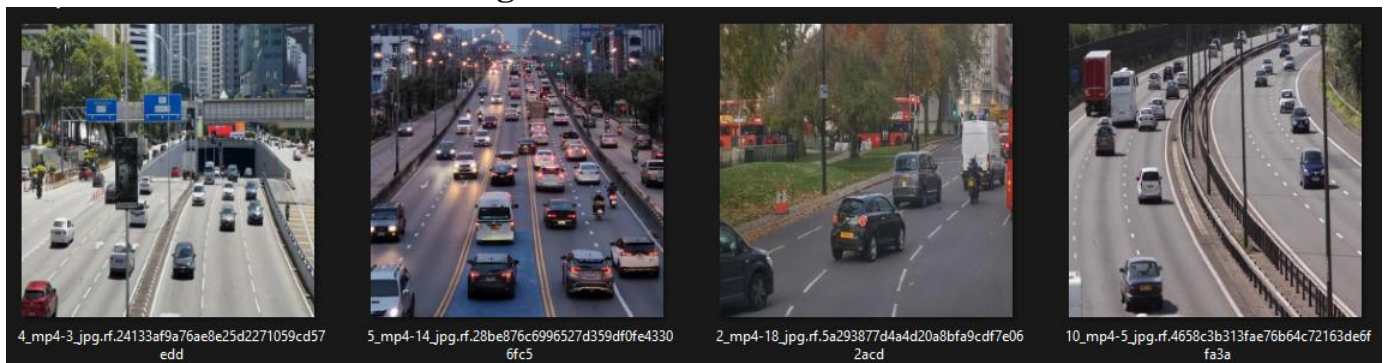 4_mp4-3_jpg.rf.24133af9a76ae8e25d2271059cd57
edd
5_mp4-14_jpg.rf.28be876c6996527d359df0fe4330
6fc5
2_mp4-18_jpg.rf.5a293877d4a4d20a8bfa9cdf7e06
2acd
10_mp4-5_jpg.rf.4658c3b313fae76b64c72163de6f
fa3a